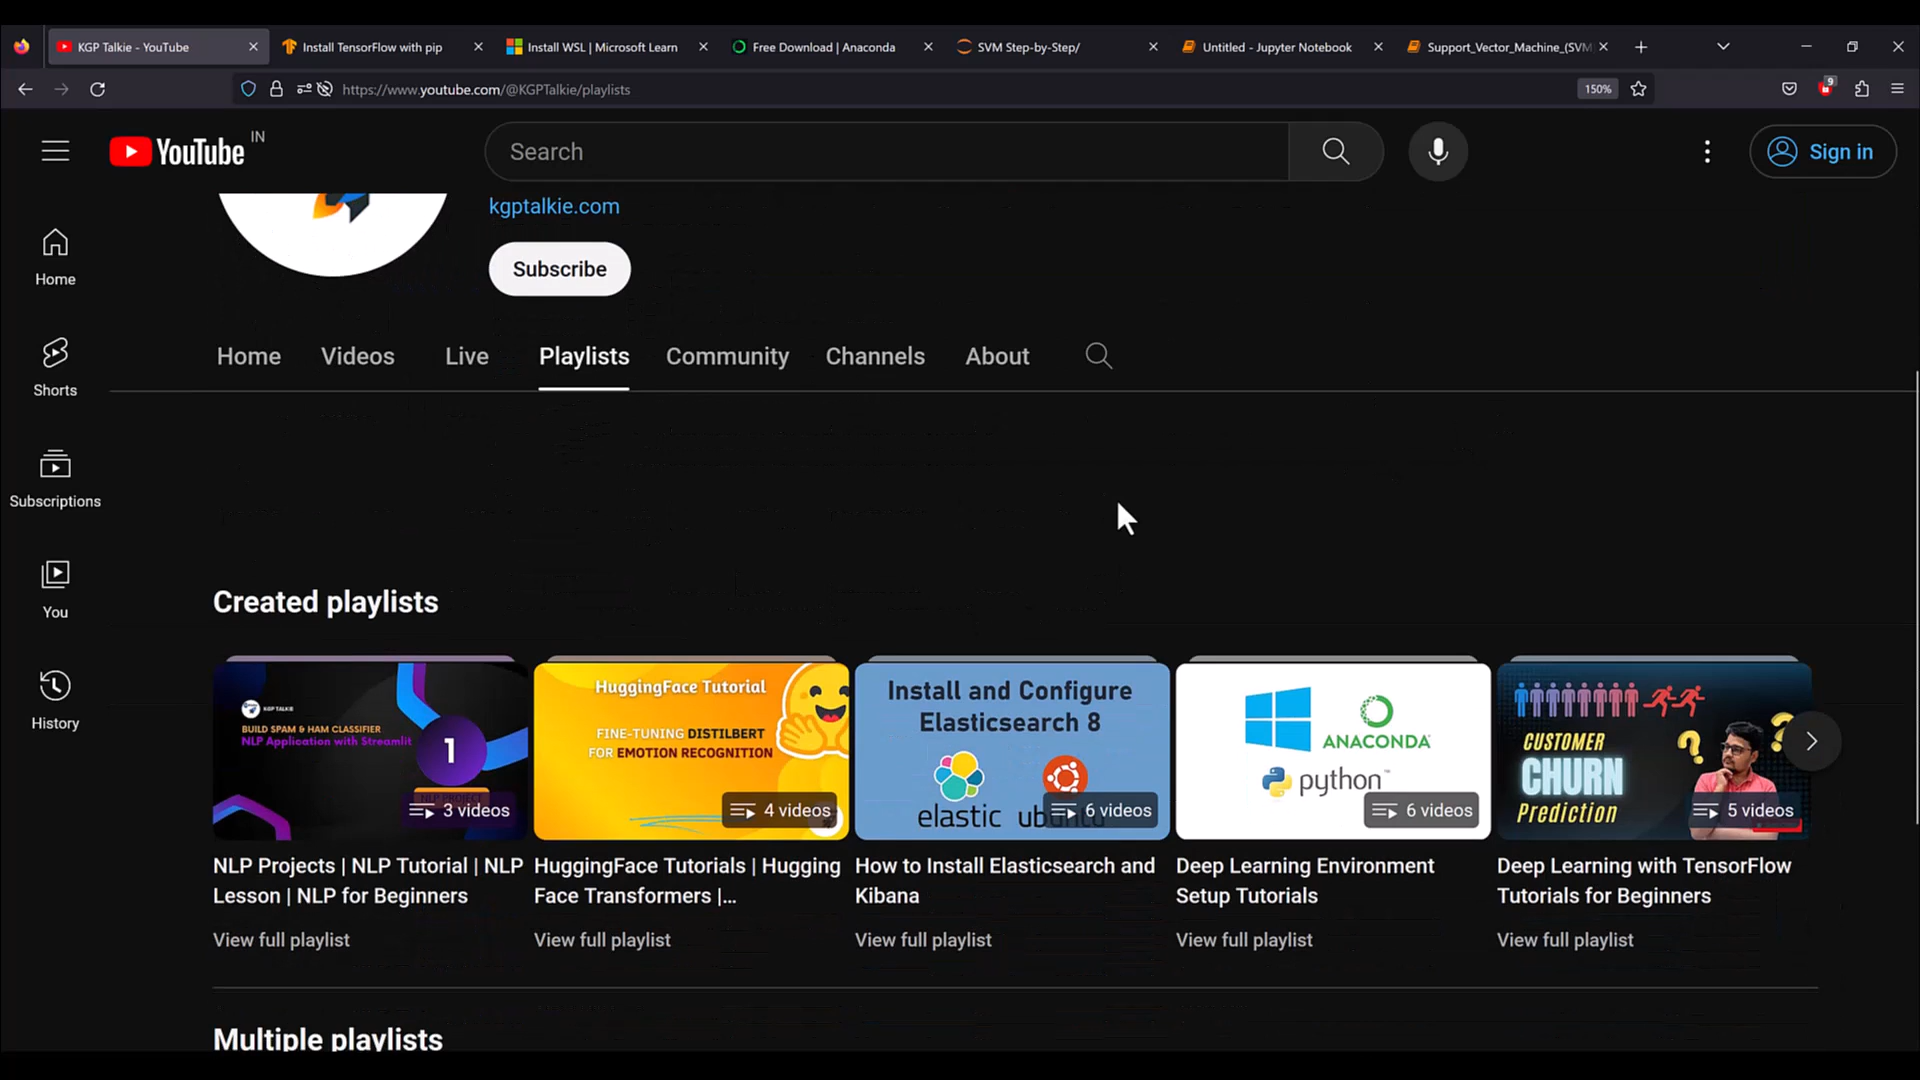 KGP Talkie - YouTube
Install TensorFlow with pip
Install WSL | Microsoft Learn
Free Download | Anaconda
SVM Step-by-Step/
Untitled - Jupyter Notebook
Support_Vector_Machine_(SVM
https://www.youtube.com/@KGPTalkie/playlists
150%
9
YouTube IN
Search
Sign in
kgptalkie.com
Subscribe
Home
Shorts
Subscriptions
You
History
Home Videos Live Playlists Community Channels About
Created playlists
KGP TALKIE
BUILD SPAM & HAM CLASSIFIER
NLP Application with Streamlit
1
NLP PROJECT
3 videos
HuggingFace Tutorial
FINE-TUNING DISTILBERT
FOR EMOTION RECOGNITION
4 videos
Install and Configure
Elasticsearch 8
elastic ubuntu
6 videos
ANACONDA
python™
6 videos
CUSTOMER
CHURN
Prediction
5 videos
NLP Projects | NLP Tutorial | NLP
Lesson | NLP for Beginners
View full playlist
HuggingFace Tutorials | Hugging
Face Transformers |...
View full playlist
How to Install Elasticsearch and
Kibana
View full playlist
Deep Learning Environment
Setup Tutorials
View full playlist
Deep Learning with TensorFlow
Tutorials for Beginners
View full playlist
Multiple playlists